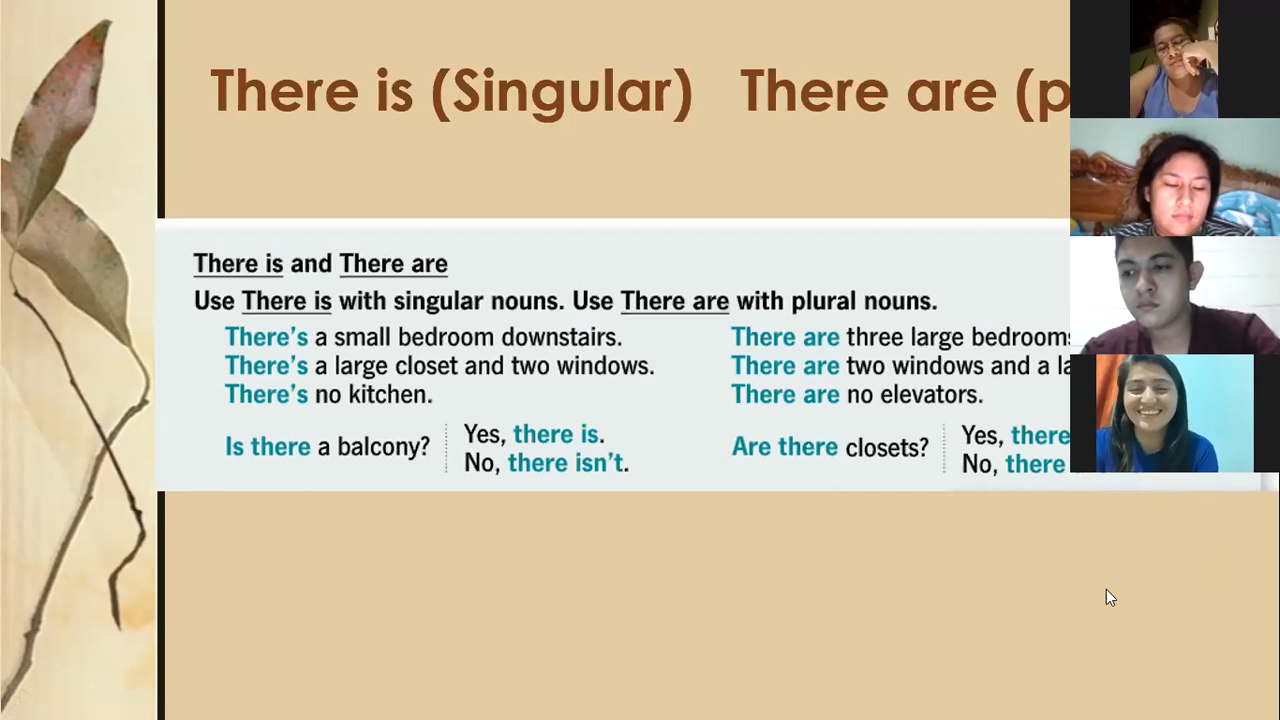 There is (Singular) There are (p
There is and There are
Use There is with singular nouns. Use There are with plural nouns.
There's a small bedroom downstairs.
There's a large closet and two windows.
There's no kitchen.
Is there a balcony?
Yes, there is.
No, there isn't.
There are three large bedrooms
There are two windows and a la
There are no elevators.
Are there closets?
Yes, there
No, there